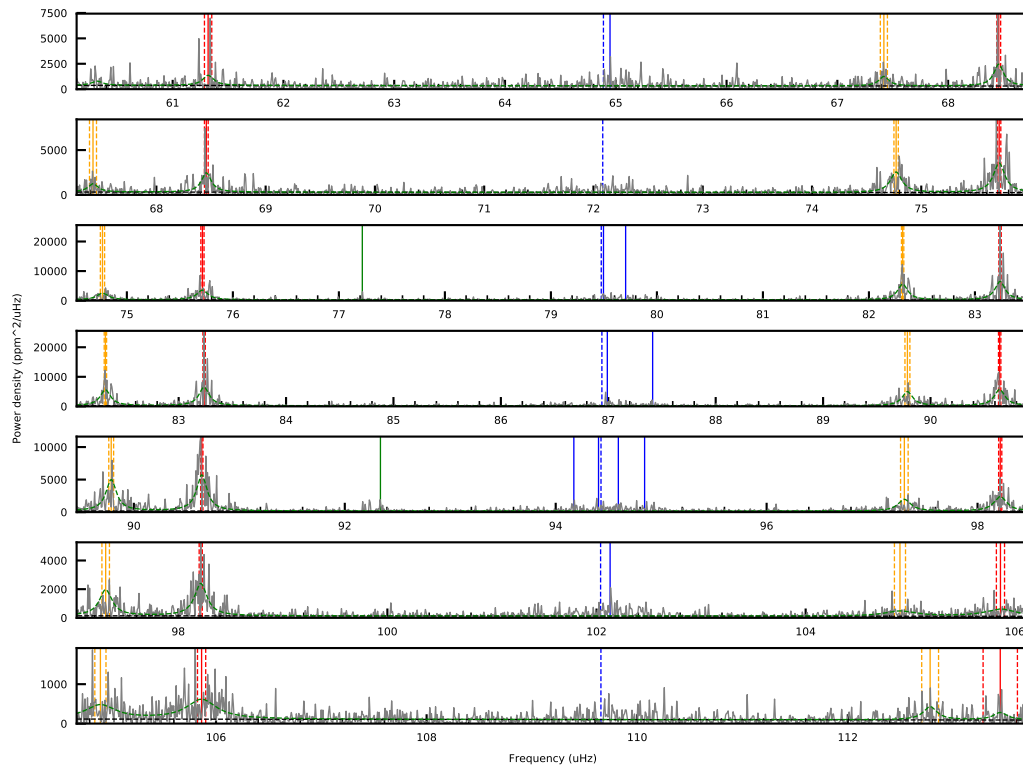 7500
5000
2500
0
61 62 63 64 65 66 67 68
5000
0
68 69 70 71 72 73 74 75
20000
10000
0
75 76 77 78 79 80 81 82 83
20000
10000
0
83 84 85 86 87 88 89 90
10000
5000
0
90 92 94 96 98
4000
2000
0
98 100 102 104 106
1000
0
106 108 110 112
Power density (ppm^2/uHz)
Frequency (uHz)